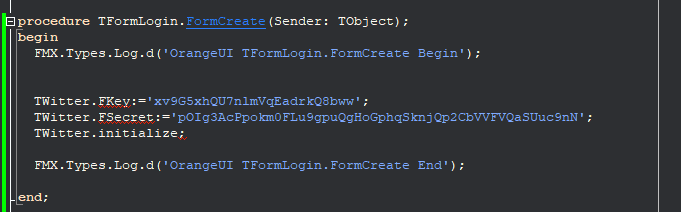 procedure TFormLogin.FormCreate(Sender: TObject);
begin
FMX.Types.Log.d('OrangeUI TFormLogin.FormCreate Begin');
TWitter.FKey:='xv9G5xhQU7nlmVqEadrkQ8bww';
TWitter.FSecret:='pOIg3AcPpokm0FLu9gpuQgHoGphqSknjQp2CbVVFVQaSUuc9nN';
TWitter.initialize;
FMX.Types.Log.d('OrangeUI TFormLogin.FormCreate End');
end;